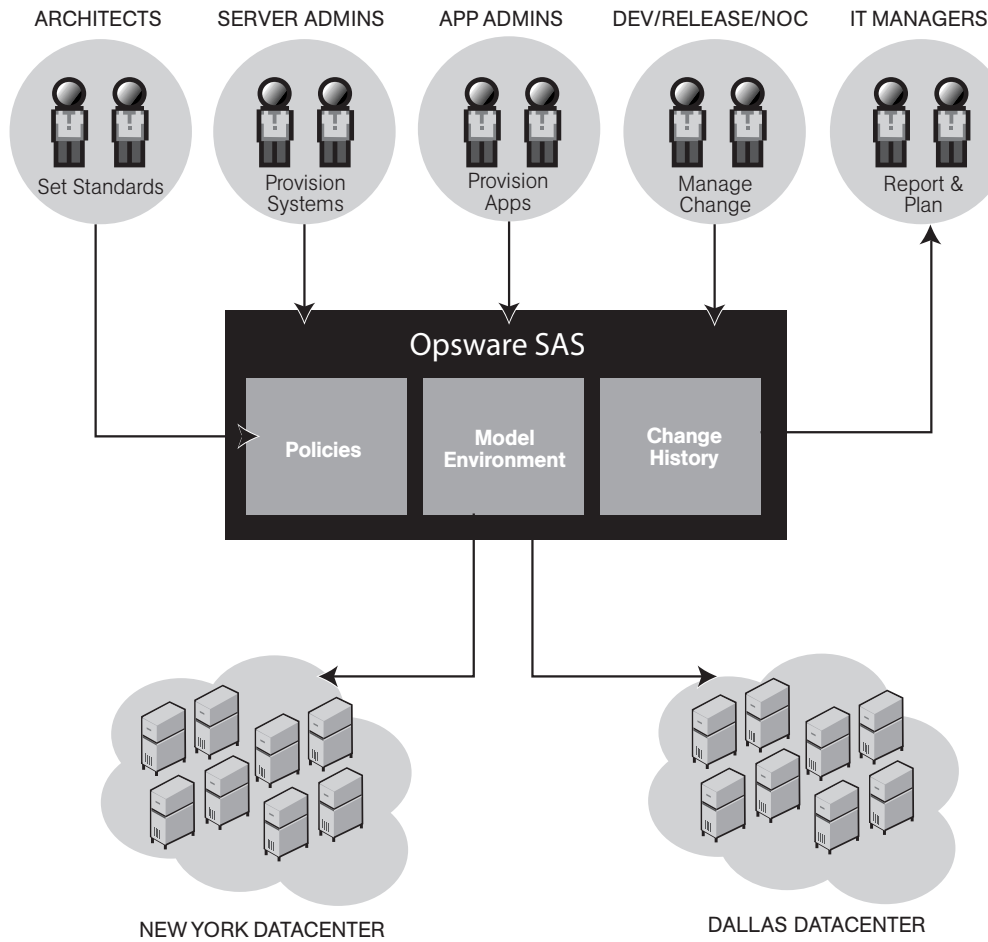 ARCHITECTS
SERVER ADMINS
APP ADMINS
DEV/RELEASE/NOC
IT MANAGERS
Set Standards
Provision
Systems
Provision
Apps
Manage
Change
Report &
Plan
Opsware SAS
Policies
Model
Environment
Change
History
NEW YORK DATACENTER
DALLAS DATACENTER